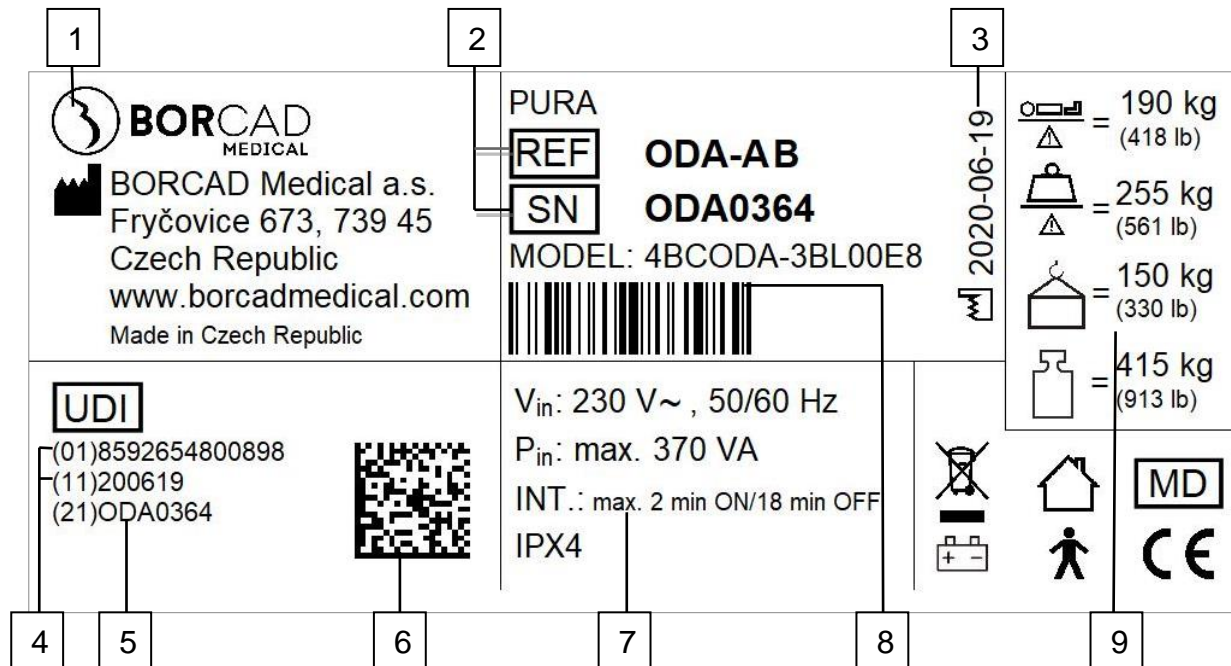 1
2
3
BORCAD
MEDICAL
BORCAD Medical a.s.
Fryčovice 673, 739 45
Czech Republic
www.borcadmedical.com
Made in Czech Republic
PURA
REF ODA-AB
SN ODA0364
MODEL: 4BCODA-3BL00E8
2020-06-19
= 190 kg
(418 lb)
= 255 kg
(561 lb)
= 150 kg
(330 lb)
= 415 kg
(913 lb)
UDI
(01)8592654800898
(11)200619
(21)ODA0364
Vin: 230 V~ , 50/60 Hz
Pin: max. 370 VA
INT.: max. 2 min ON/18 min OFF
IPX4
+ -
MD
CE
4
5
6
7
8
9